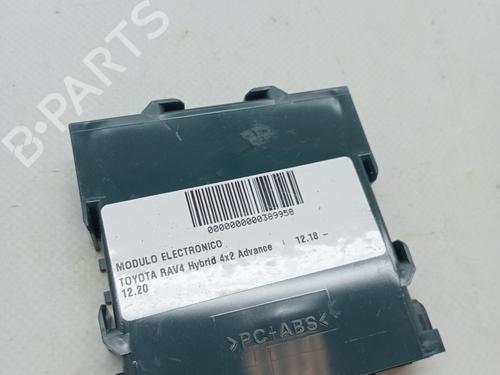 B-PARTS
0000000000389958
MODULO ELECTRONICO
TOYOTA RAV4 Hybrid 4x2 Advance | 12.18 -
12.20
>PC+ABS<